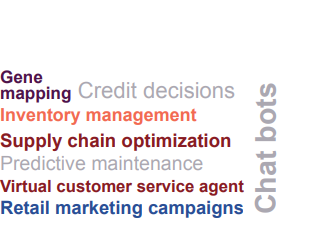 Gene
mapping Credit decisions
Inventory management
Supply chain optimization
Predictive maintenance
Virtual customer service agent
Retail marketing campaigns
Chat bots